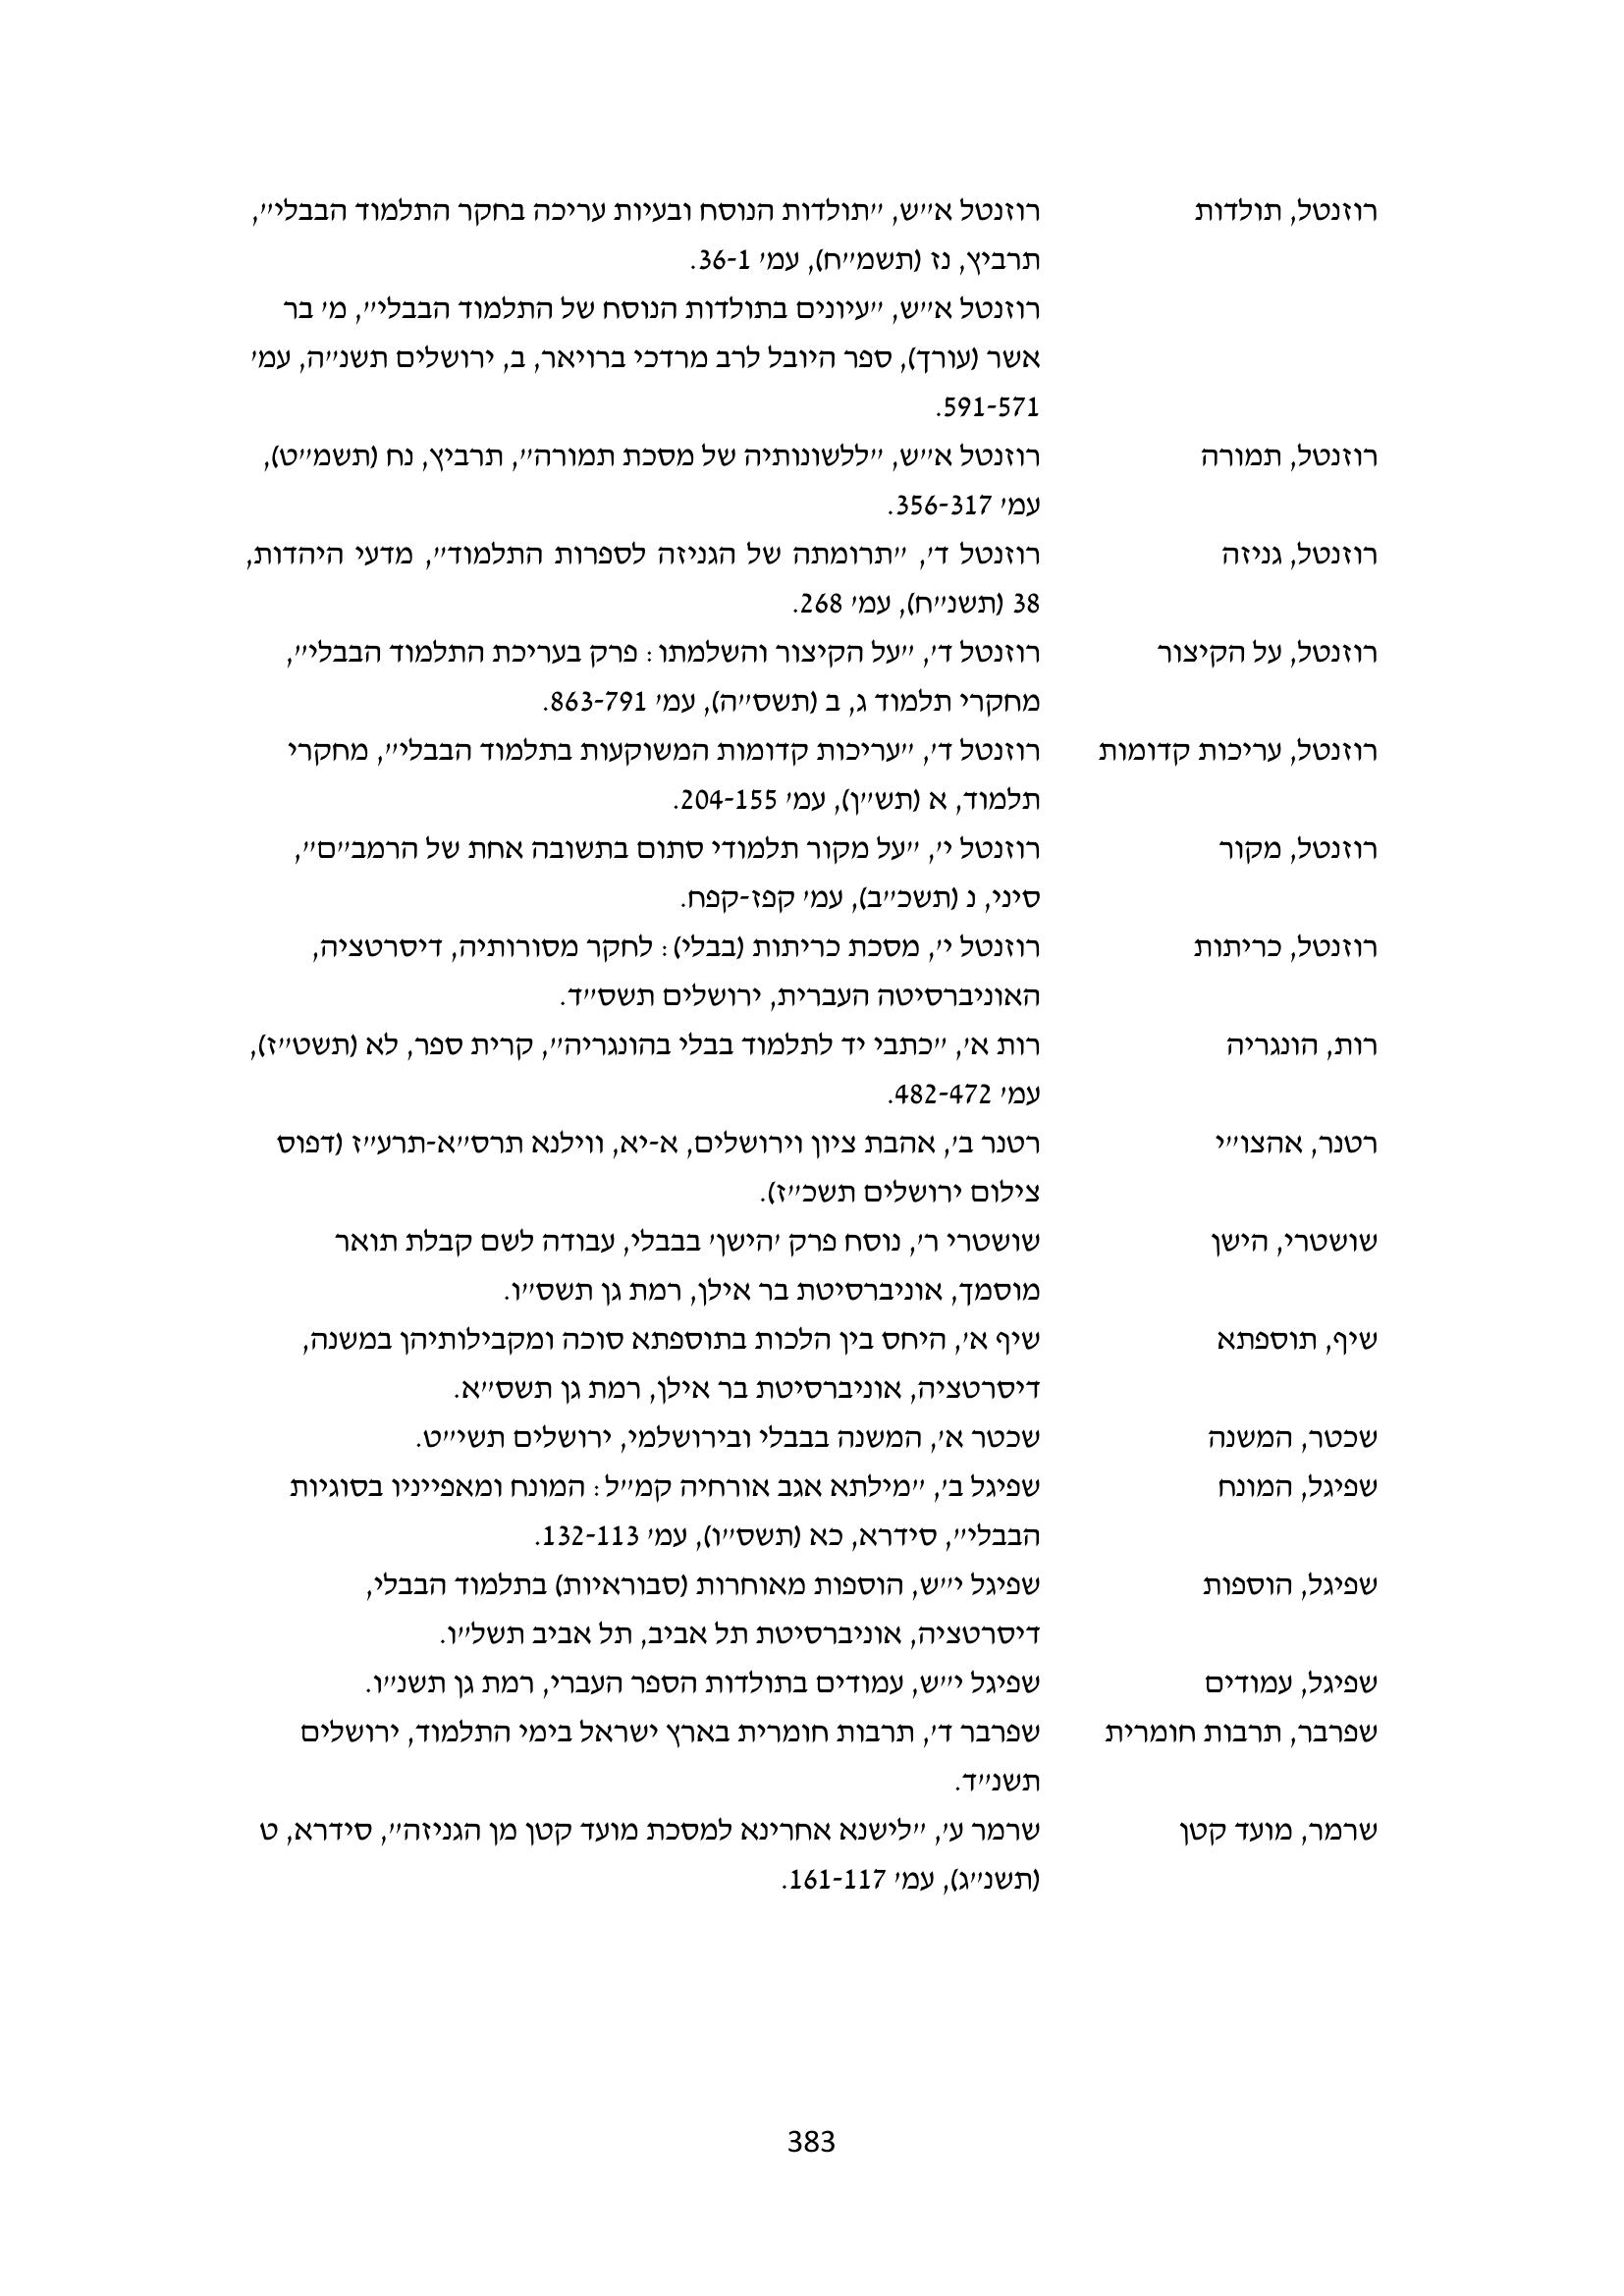 רוזנטל, תולדות רוזנטל א״ש, ״תולדות הנוסח ובעיות עריכה בחקר התלמוד הבבלי״,
תרביץ, נז (תשמ״ח), עמ׳ 36-1.
רוזנטל א״ש, ״עיונים בתולדות הנוסח של התלמוד הבבלי״, מ׳ בר
אשר (עורך), ספר היובל לרב מרדכי ברויאר, ב, ירושלים תשנ״ה, עמ׳
591-571.
רוזנטל, תמורה רוזנטל א״ש, ״ללשונותיה של מסכת תמורה״, תרביץ, נח (תשמ״ט),
עמ׳ 356-317.
רוזנטל, גניזה רוזנטל ד׳, ״תרומתה של הגניזה לספרות התלמוד״, מדעי היהדות,
38 (תשנ״ח), עמ׳ 268.
רוזנטל, על הקיצור רוזנטל ד׳, ״על הקיצור והשלמתו: פרק בעריכת התלמוד הבבלי״,
מחקרי תלמוד ג, ב (תשס״ה), עמ׳ 863-791.
רוזנטל, עריכות קדומות רוזנטל ד׳, ״עריכות קדומות המשוקעות בתלמוד הבבלי״, מחקרי
תלמוד, א (תש״ן), עמ׳ 204-155.
רוזנטל, מקור רוזנטל י׳, ״על מקור תלמודי סתום בתשובה אחת של הרמב״ם״,
סיני, נ (תשכ״ב), עמ׳ קפז-קפח.
רוזנטל, כריתות רוזנטל י׳, מסכת כריתות (בבלי): לחקר מסורותיה, דיסרטציה,
האוניברסיטה העברית, ירושלים תשס״ד.
רות, הונגריה רות א׳, ״כתבי יד לתלמוד בבלי בהונגריה״, קרית ספר, לא (תשט״ז),
עמ׳ 482-472.
רטנר, אהצו״י רטנר ב׳, אהבת ציון וירושלים, א-יא, ווילנא תרס״א-תרע״ז (דפוס
צילום ירושלים תשכ״ז).
שושטרי, הישן שושטרי ר׳, נוסח פרק ׳הישן׳ בבבלי, עבודה לשם קבלת תואר
מוסמך, אוניברסיטת בר אילן, רמת גן תשס״ו.
שיף, תוספתא שיף א׳, היחס בין הלכות בתוספתא סוכה ומקבילותיהן במשנה,
דיסרטציה, אוניברסיטת בר אילן, רמת גן תשס״א.
שכטר, המשנה שכטר א׳, המשנה בבבלי ובירושלמי, ירושלים תשי״ט.
שפיגל, המונח שפיגל ב׳, ״מילתא אגב אורחיה קמ״ל: המונח ומאפייניו בסוגיות
הבבלי״, סידרא, כא (תשס״ו), עמ׳ 132-113.
שפיגל, הוספות שפיגל י״ש, הוספות מאוחרות (סבוראיות) בתלמוד הבבלי,
דיסרטציה, אוניברסיטת תל אביב, תל אביב תשל״ו.
שפיגל, עמודים שפיגל י״ש, עמודים בתולדות הספר העברי, רמת גן תשנ״ו.
שפרבר, תרבות חומרית שפרבר ד׳, תרבות חומרית בארץ ישראל בימי התלמוד, ירושלים
תשנ״ד.
שרמר, מועד קטן שרמר ע׳, ״לישנא אחרינא למסכת מועד קטן מן הגניזה״, סידרא, ט
(תשנ״ג), עמ׳ 161-117.
383